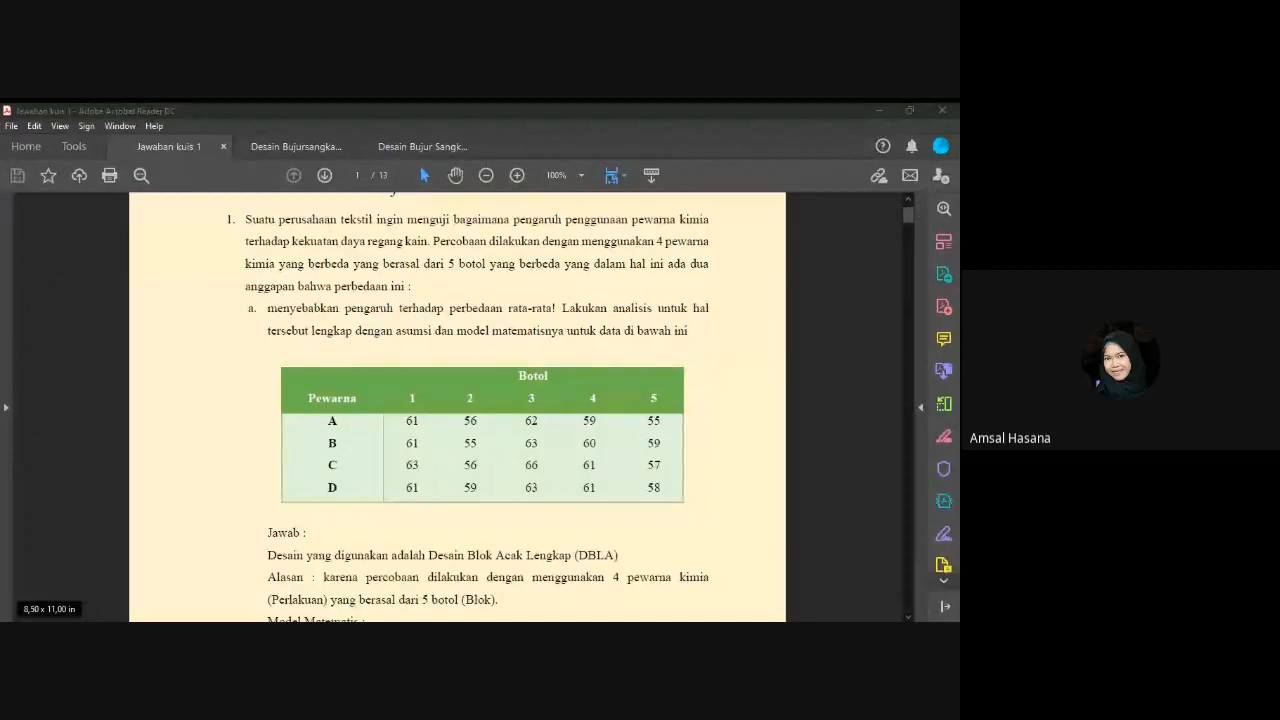 Jawaban kuis 1 - Adobe Acrobat Reader DC
File Edit View Sign Window Help
Home Tools Jawaban kuis 1 × Desain Bujursangka... Desain Bujur Sangk...
1 / 13 100%
1. Suatu perusahaan tekstil ingin menguji bagaimana pengaruh penggunaan pewarna kimia
terhadap kekuatan daya regang kain. Percobaan dilakukan dengan menggunakan 4 pewarna
kimia yang berbeda yang berasal dari 5 botol yang berbeda yang dalam hal ini ada dua
anggapan bahwa perbedaan ini :
a. menyebabkan pengaruh terhadap perbedaan rata-rata! Lakukan analisis untuk hal
tersebut lengkap dengan asumsi dan model matematisnya untuk data di bawah ini
Botol
Pewarna 1 2 3 4 5
A 61 56 62 59 55
B 61 55 63 60 59
C 63 56 66 61 57
D 61 59 63 61 58
Amsal Hasana
Jawab :
Desain yang digunakan adalah Desain Blok Acak Lengkap (DBLA)
Alasan : karena percobaan dilakukan dengan menggunakan 4 pewarna kimia
(Perlakuan) yang berasal dari 5 botol (Blok).
Model Matematis :
8,50 x 11,00 in